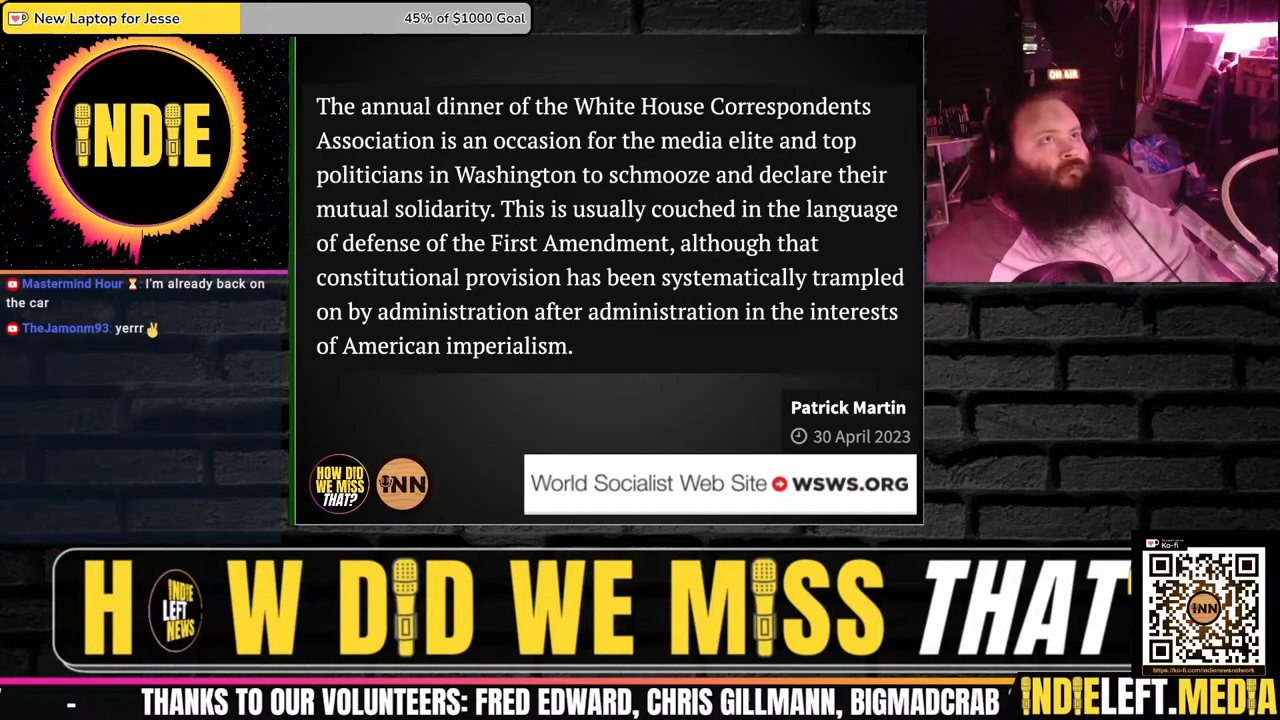 New Laptop for Jesse
45% of $1000 Goal
INDIE
ON AIR
The annual dinner of the White House Correspondents
Association is an occasion for the media elite and top
politicians in Washington to schmooze and declare their
mutual solidarity. This is usually couched in the language
of defense of the First Amendment, although that
constitutional provision has been systematically trampled
on by administration after administration in the interests
of American imperialism.
Mastermind Hour ⌛: I'm already back on
the car
TheJamonm93: yerrr✌
Patrick Martin
30 April 2023
HOW DID
WE MISS
THAT?
iNN
World Socialist Web Site WSWS.ORG
Ko-fi
HOW DID WE MISS THAT
INDIE
LEFT
NEWS
iNN
https://ko-fi.com/indienewsnetwork
- THANKS TO OUR VOLUNTEERS: FRED EDWARD, CHRIS GILLMANN, BIGMADCRAB
INDIELEFT.MEDIA